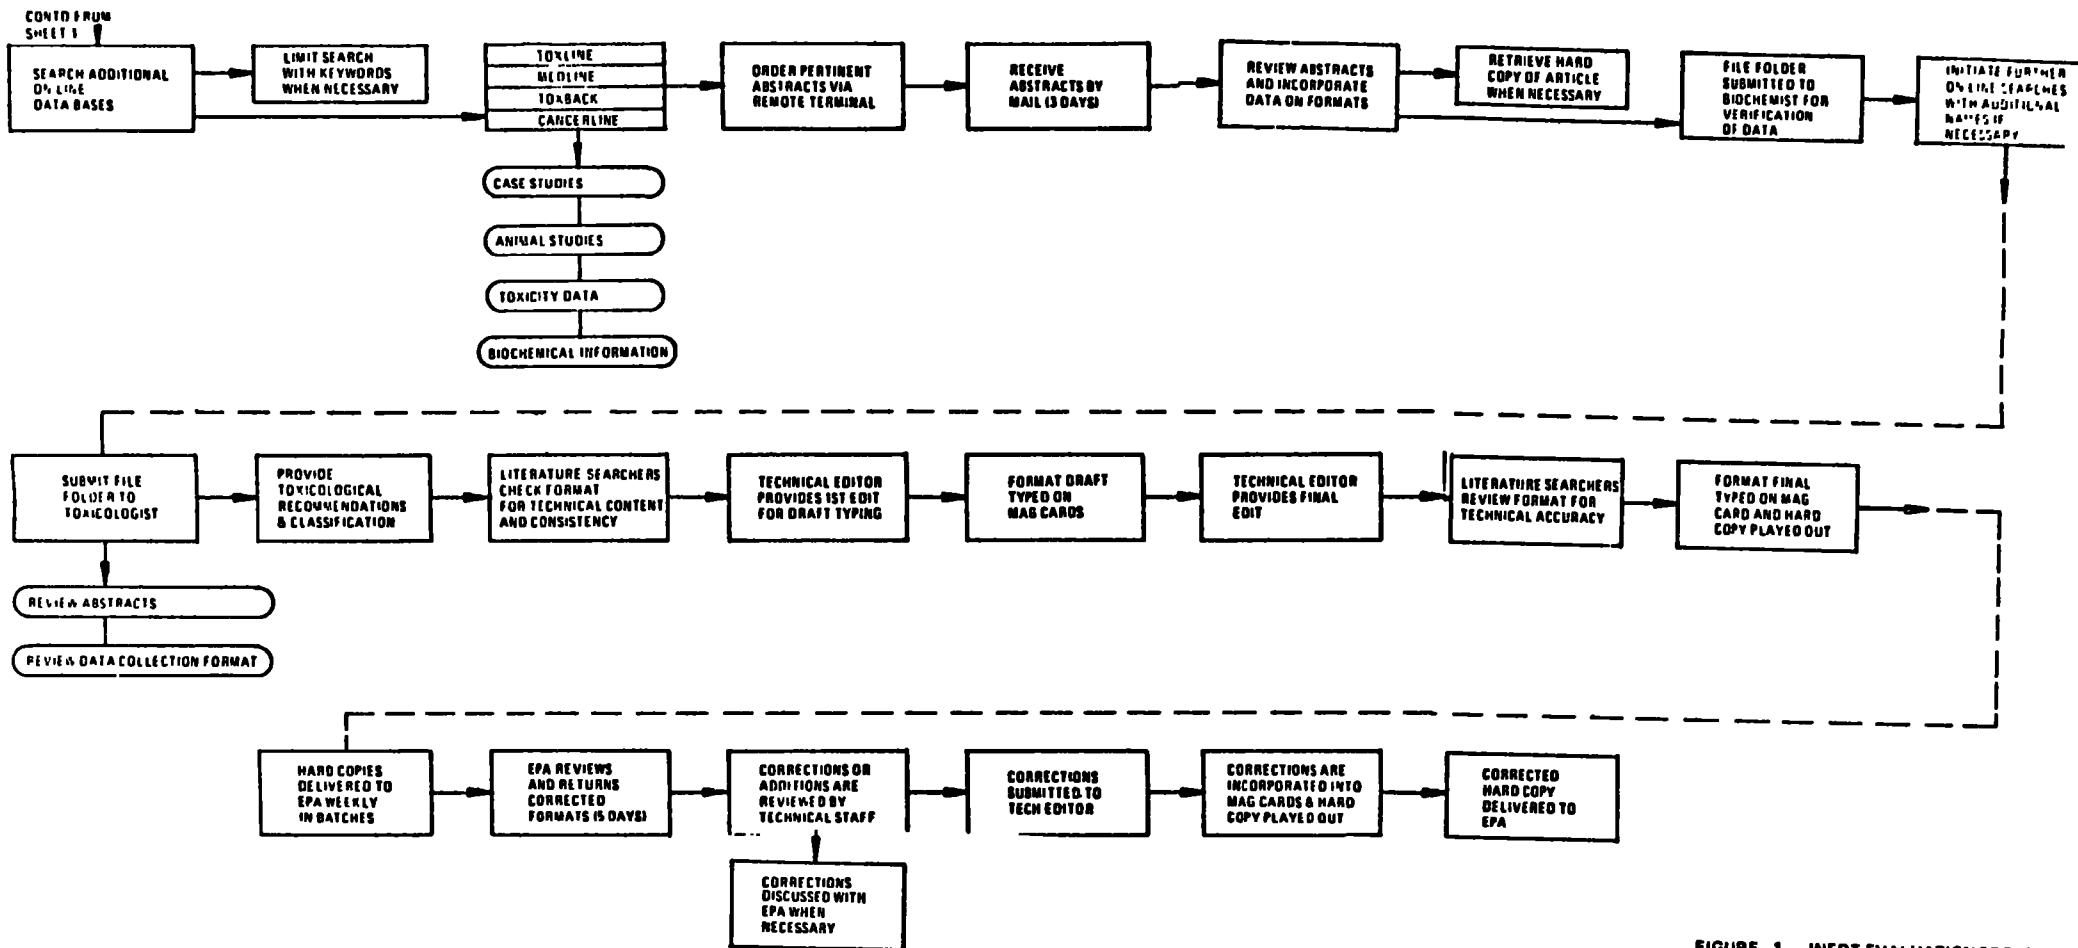 CONTD FROM
SHEET 1
SEARCH ADDITIONAL
ON LINE
DATA BASES
LIMIT SEARCH
WITH KEYWORDS
WHEN NECESSARY
TOXLINE
MEDLINE
TOXBACK
CANCERLINE
CASE STUDIES
ANIMAL STUDIES
TOXICITY DATA
BIOCHEMICAL INFORMATION
ORDER PERTINENT
ABSTRACTS VIA
REMOTE TERMINAL
RECEIVE
ABSTRACTS BY
MAIL (3 DAYS)
REVIEW ABSTRACTS
AND INCORPORATE
DATA ON FORMATS
RETRIEVE HARD
COPY OF ARTICLE
WHEN NECESSARY
FILE FOLDER
SUBMITTED TO
BIOCHEMIST FOR
VERIFICATION
OF DATA
INITIATE FURTHER
ON LINE SEARCHES
WITH ADDITIONAL
NAMES IF
NECESSARY
SUBMIT FILE
FOLDER TO
TOXICOLOGIST
REVIEW ABSTRACTS
REVIEW DATA COLLECTION FORMAT
PROVIDE
TOXICOLOGICAL
RECOMMENDATIONS
& CLASSIFICATION
LITERATURE SEARCHERS
CHECK FORMAT
FOR TECHNICAL CONTENT
AND CONSISTENCY
TECHNICAL EDITOR
PROVIDES 1ST EDIT
FOR DRAFT TYPING
FORMAT DRAFT
TYPED ON
MAG CARDS
TECHNICAL EDITOR
PROVIDES FINAL
EDIT
LITERATURE SEARCHERS
REVIEW FORMAT FOR
TECHNICAL ACCURACY
FORMAT FINAL
TYPED ON MAG
CARD AND HARD
COPY PLAYED OUT
HARD COPIES
DELIVERED TO
EPA WEEKLY
IN BATCHES
EPA REVIEWS
AND RETURNS
CORRECTED
FORMATS (5 DAYS)
CORRECTIONS OR
ADDITIONS ARE
REVIEWED BY
TECHNICAL STAFF
CORRECTIONS
DISCUSSED WITH
EPA WHEN
NECESSARY
CORRECTIONS
SUBMITTED TO
TECH EDITOR
CORRECTIONS ARE
INCORPORATED INTO
MAG CARDS & HARD
COPY PLAYED OUT
CORRECTED
HARD COPY
DELIVERED TO
EPA
FIGURE 1 INERT EVALUATION